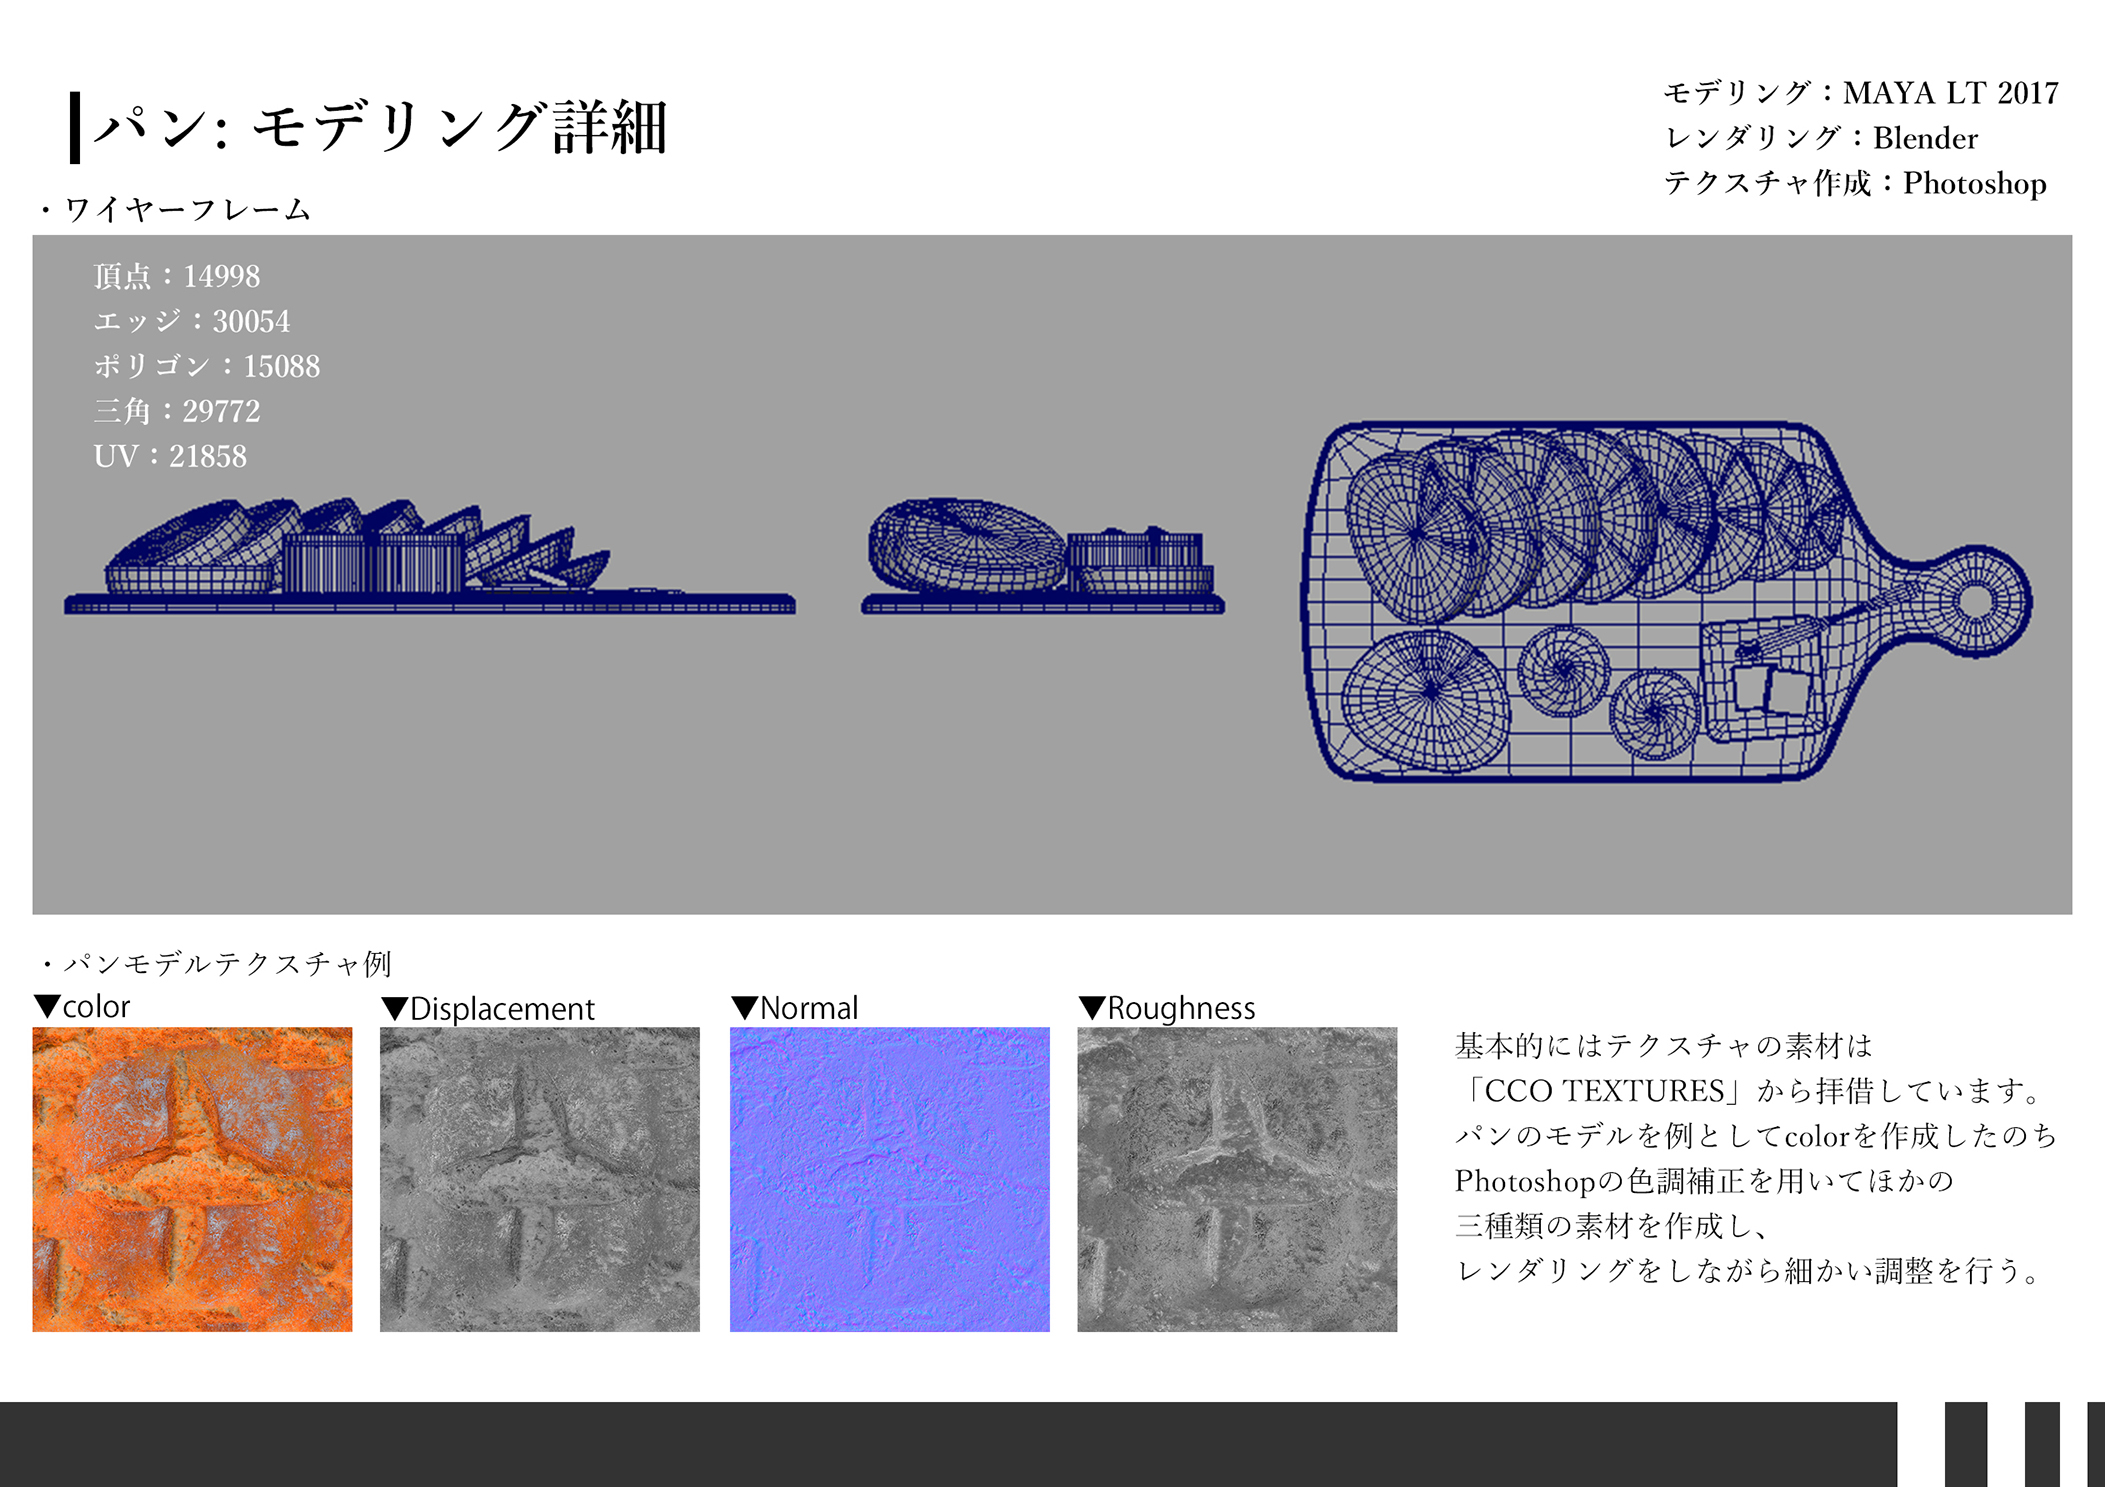 パン: モデリング詳細
モデリング：MAYA LT 2017
レンダリング：Blender
テクスチャ作成：Photoshop
・ワイヤーフレーム
頂点：14998
エッジ：30054
ポリゴン：15088
三角：29772
UV：21858
・パンモデルテクスチャ例
▼color
▼Displacement
▼Normal
▼Roughness
基本的にはテクスチャの素材は
「CCO TEXTURES」から拝借しています。
パンのモデルを例としてcolorを作成したのち
Photoshopの色調補正を用いてほかの
三種類の素材を作成し、
レンダリングをしながら細かい調整を行う。